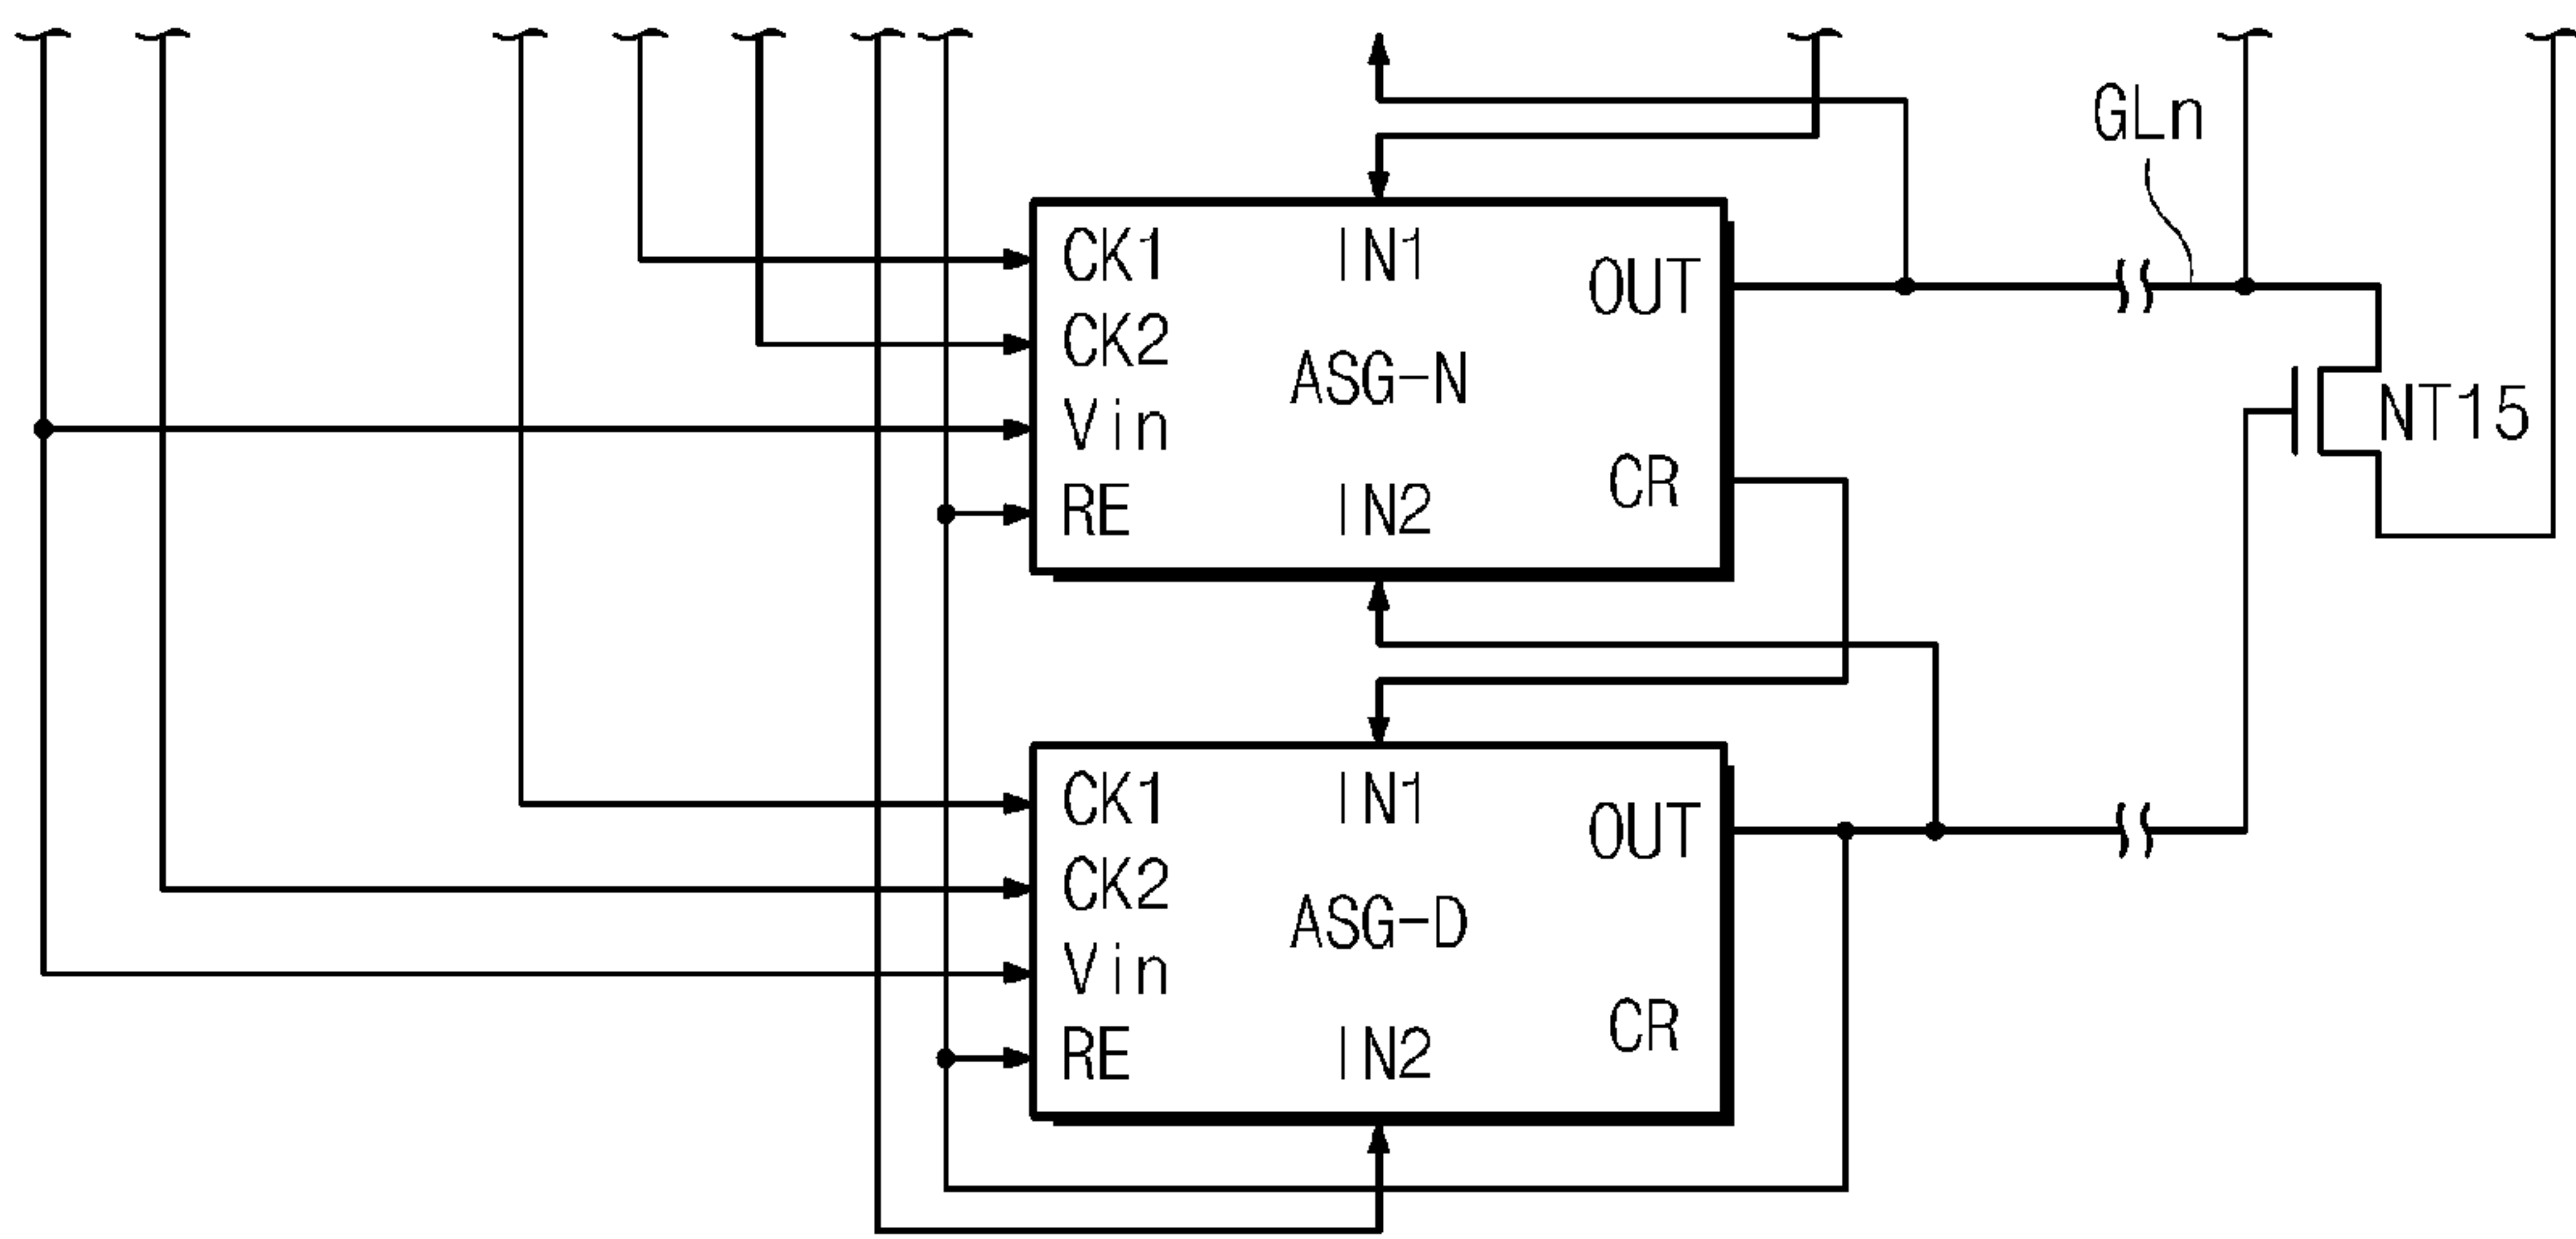 GLn
CK1
IN1
OUT
CK2
ASG-N
Vin
NT15
CR
RE
IN2
CK1
IN1
OUT
CK2
ASG-D
Vin
CR
RE
IN2